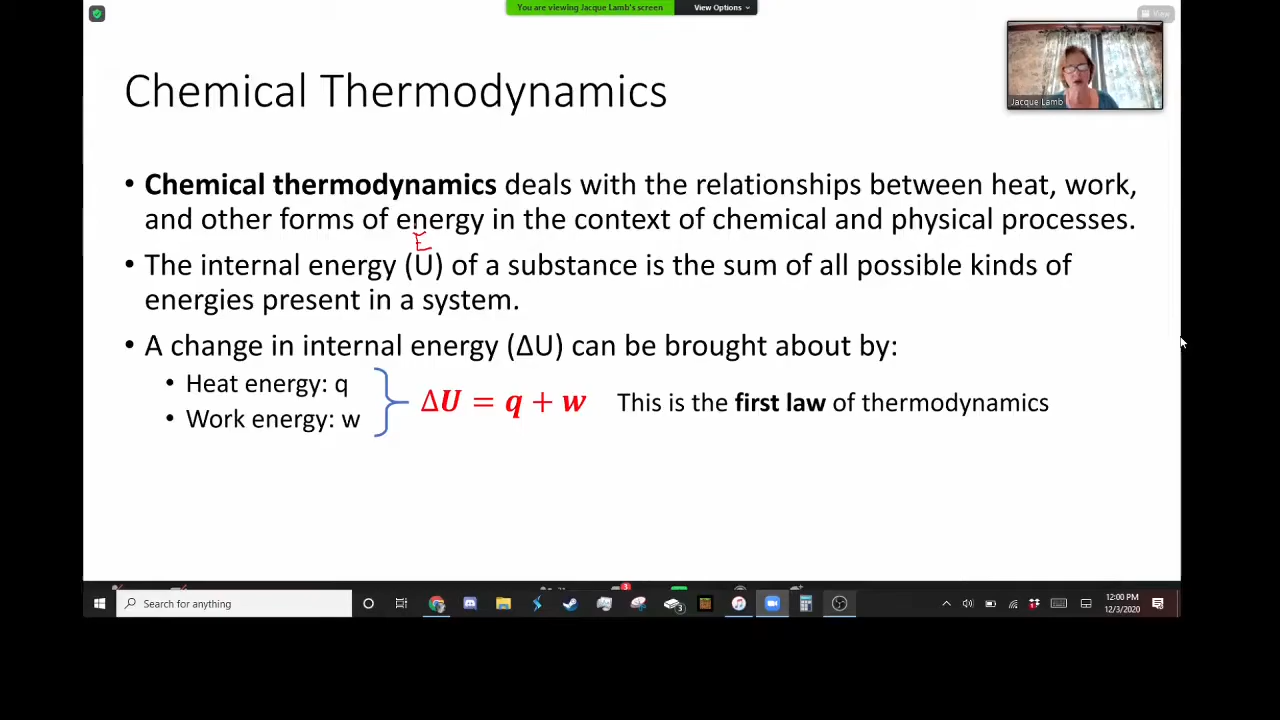 You are viewing Jacque Lamb's screen
View Options
View
Chemical Thermodynamics
Jacque Lamb
• Chemical thermodynamics deals with the relationships between heat, work,
and other forms of energy in the context of chemical and physical processes.
E
• The internal energy (U) of a substance is the sum of all possible kinds of
energies present in a system.
• A change in internal energy (ΔU) can be brought about by:
• Heat energy: q
• Work energy: w
ΔU = q + w
This is the first law of thermodynamics
Search for anything
3
3
12:00 PM
12/3/2020